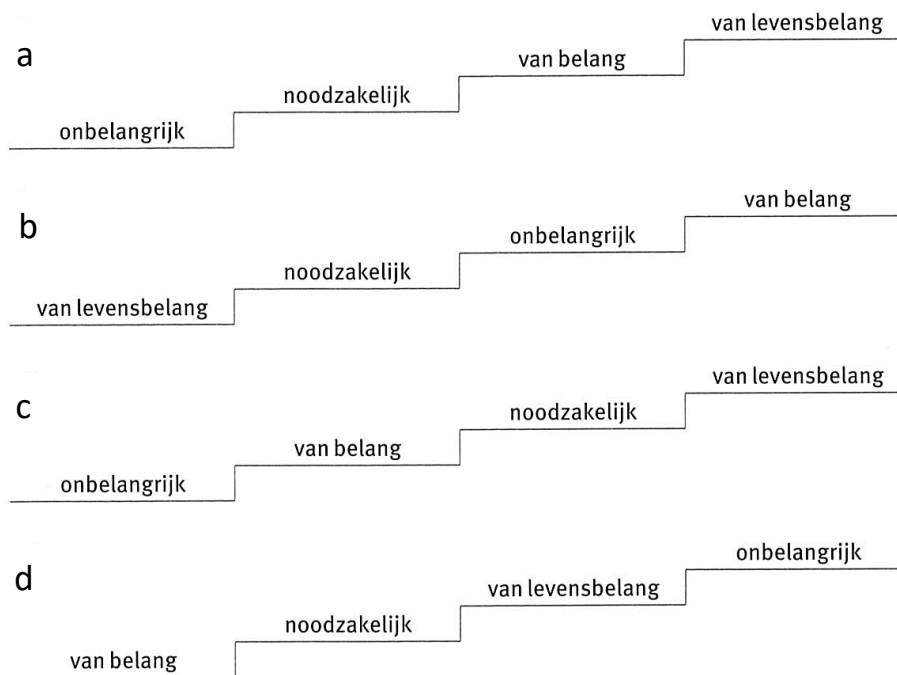 van levensbelang
a
van belang
noodzakelijk
onbelangrijk
van belang
b
onbelangrijk
noodzakelijk
van levensbelang
van levensbelang
c
noodzakelijk
van belang
onbelangrijk
onbelangrijk
d
van levensbelang
noodzakelijk
van belang